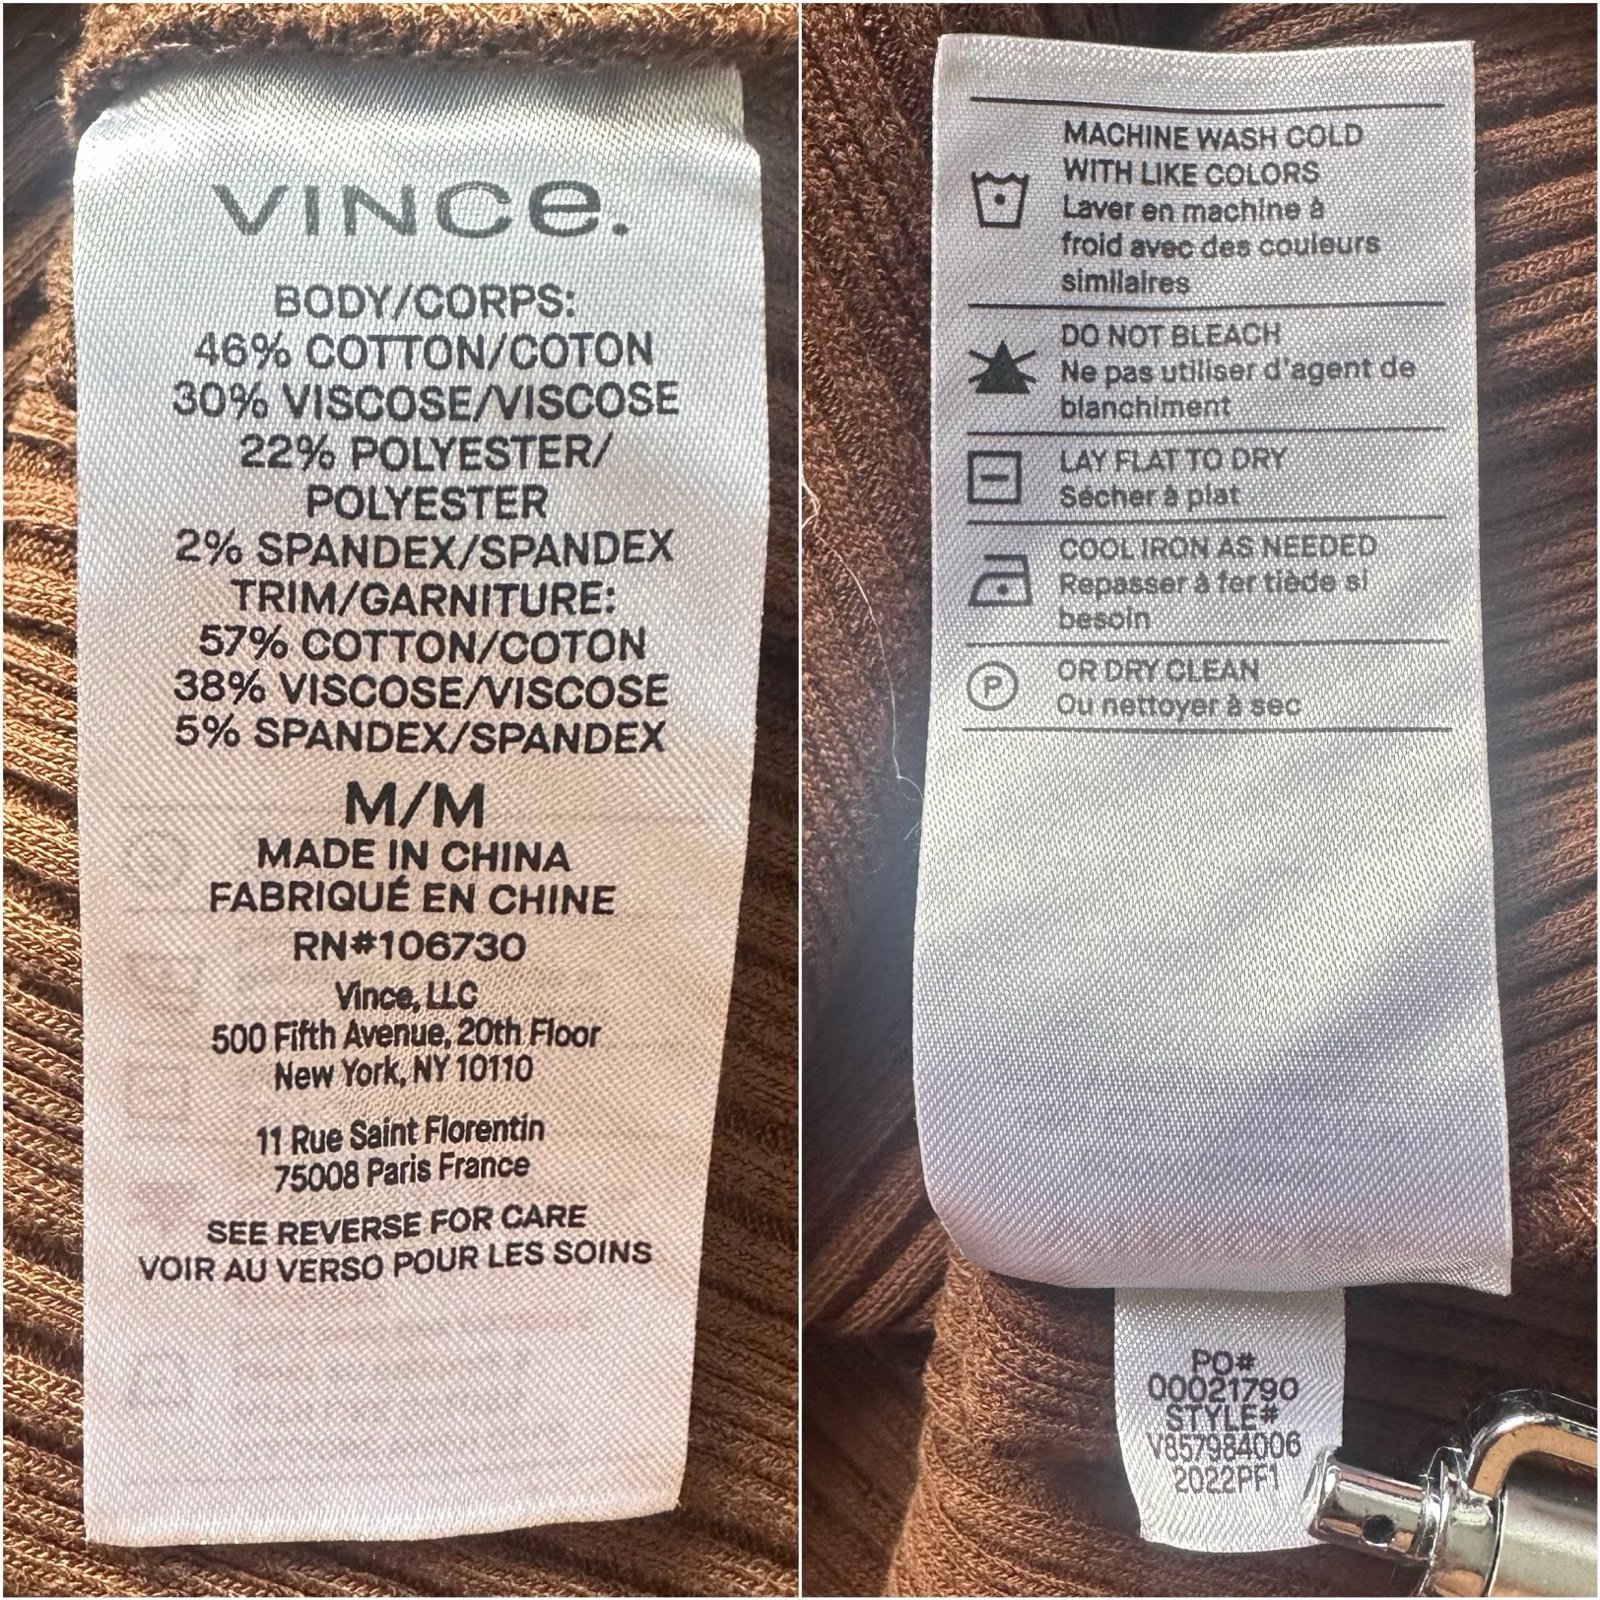 VINCe.
BODY/CORPS:
46% COTTON/COTON
30% VISCOSE/VISCOSE
22% POLYESTER/
POLYESTER
2% SPANDEX/SPANDEX
TRIM/GARNITURE:
57% COTTON/COTON
38% VISCOSE/VISCOSE
5% SPANDEX/SPANDEX
M/M
MADE IN CHINA
FABRIQUÉ EN CHINE
RN#106730
Vince, LLC
500 Fifth Avenue, 20th Floor
New York, NY 10110
11 Rue Saint Florentin
75008 Paris France
SEE REVERSE FOR CARE
VOIR AU VERSO POUR LES SOINS
MACHINE WASH COLD
WITH LIKE COLORS
Laver en machine à
froid avec des couleurs
similaires
DO NOT BLEACH
Ne pas utiliser d'agent de
blanchiment
LAY FLAT TO DRY
Sécher à plat
COOL IRON AS NEEDED
Repasser à fer tiède si
besoin
P
OR DRY CLEAN
Ou nettoyer à sec
PO#
00021790
STYLE#
V857984006
2022PF1